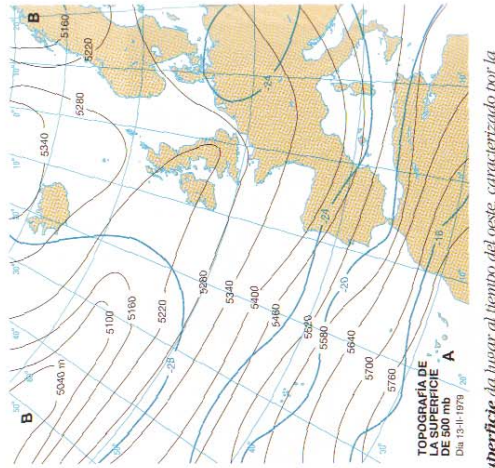 B
B
5160
5220
5280
5340
5280
-24
5040 m
5100
5160
5220
-28
5280
5340
5400
5460
-24
-20
5520
5580
5640
5700
-16
5760
TOPOGRAFÍA DE
LA SUPERFICIE
DE 500 mb
A
Día 13-II-1979
da lugar al tiempo del oeste, caracterizado por la